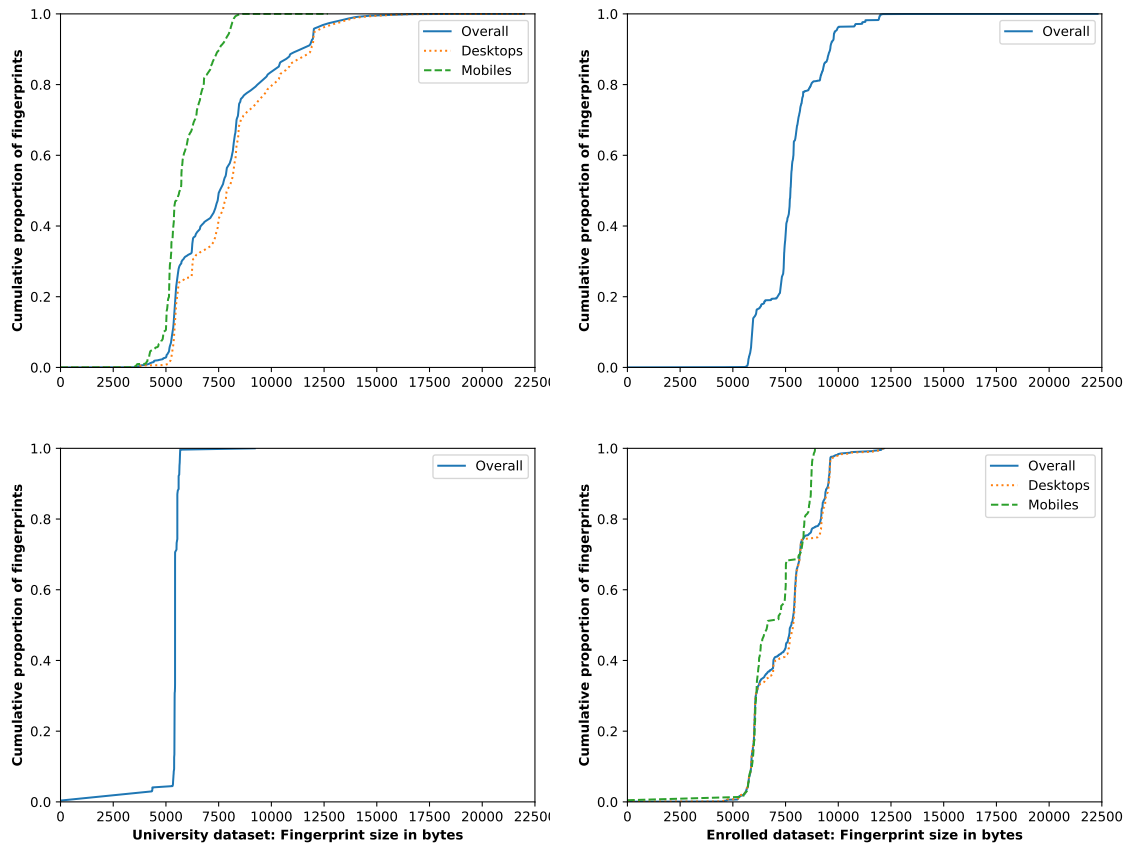 1.0
0.8
0.6
0.4
0.2
0.0
Cumulative proportion of fingerprints
0 2500 5000 7500 10000 12500 15000 17500 20000 2250
Overall
Desktops
Mobiles
1.0
0.8
0.6
0.4
0.2
0.0
Cumulative proportion of fingerprints
0 2500 5000 7500 10000 12500 15000 17500 20000 22500
Overall
1.0
0.8
0.6
0.4
0.2
0.0
Cumulative proportion of fingerprints
0 2500 5000 7500 10000 12500 15000 17500 20000 2250
University dataset: Fingerprint size in bytes
Overall
1.0
0.8
0.6
0.4
0.2
0.0
Cumulative proportion of fingerprints
0 2500 5000 7500 10000 12500 15000 17500 20000 22500
Enrolled dataset: Fingerprint size in bytes
Overall
Desktops
Mobiles